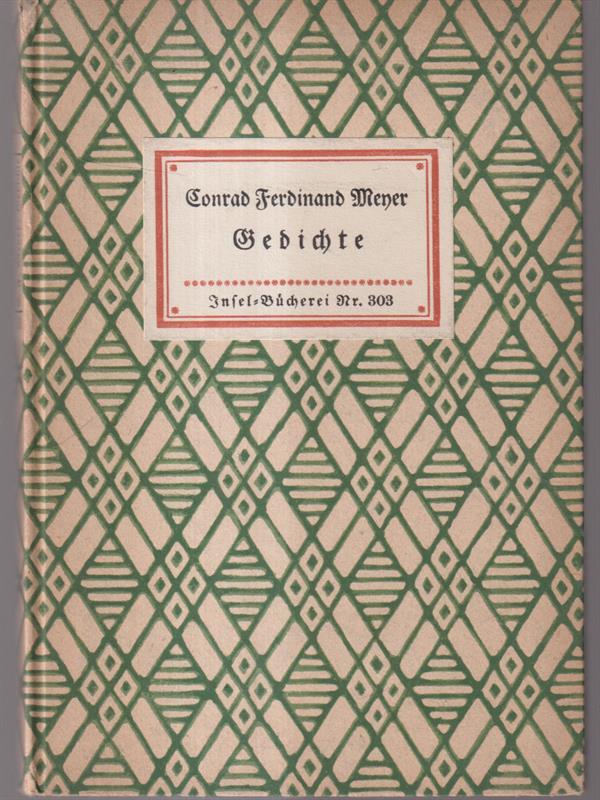 Conrad Ferdinand Meyer
Gedichte
Insel-Bücherei Nr. 303